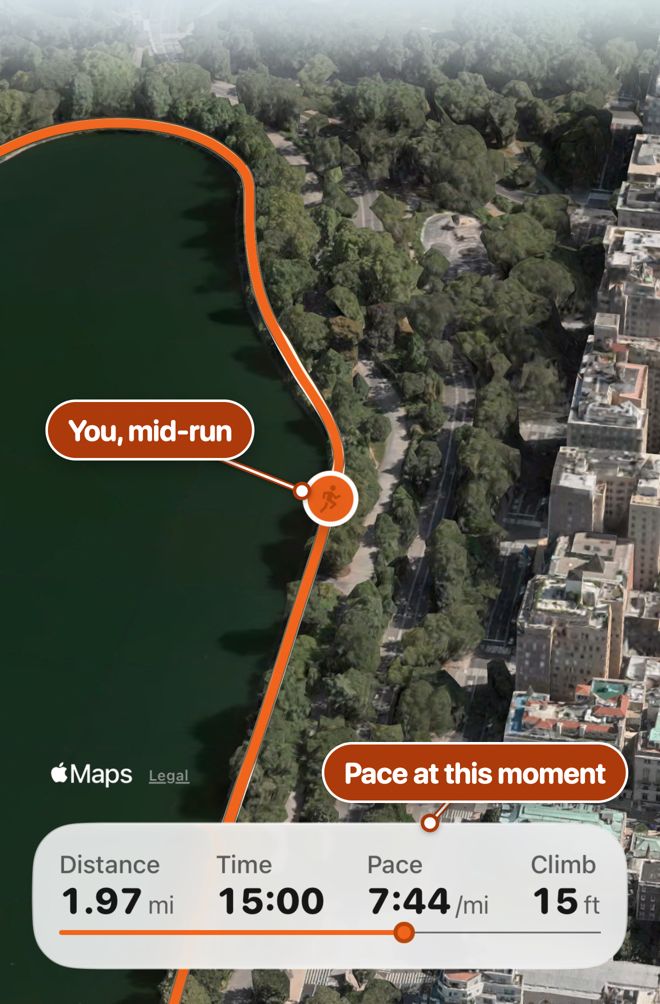 You, mid-run
Maps Legal
Pace at this moment
Distance Time Pace Climb
1.97 mi 15:00 7:44 /mi 15 ft